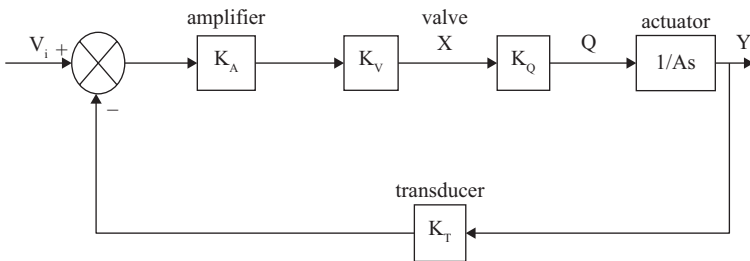 amplifier
valve
actuator
V_i +
X
Q
Y
K_A
K_V
K_Q
1/As
−
transducer
K_T